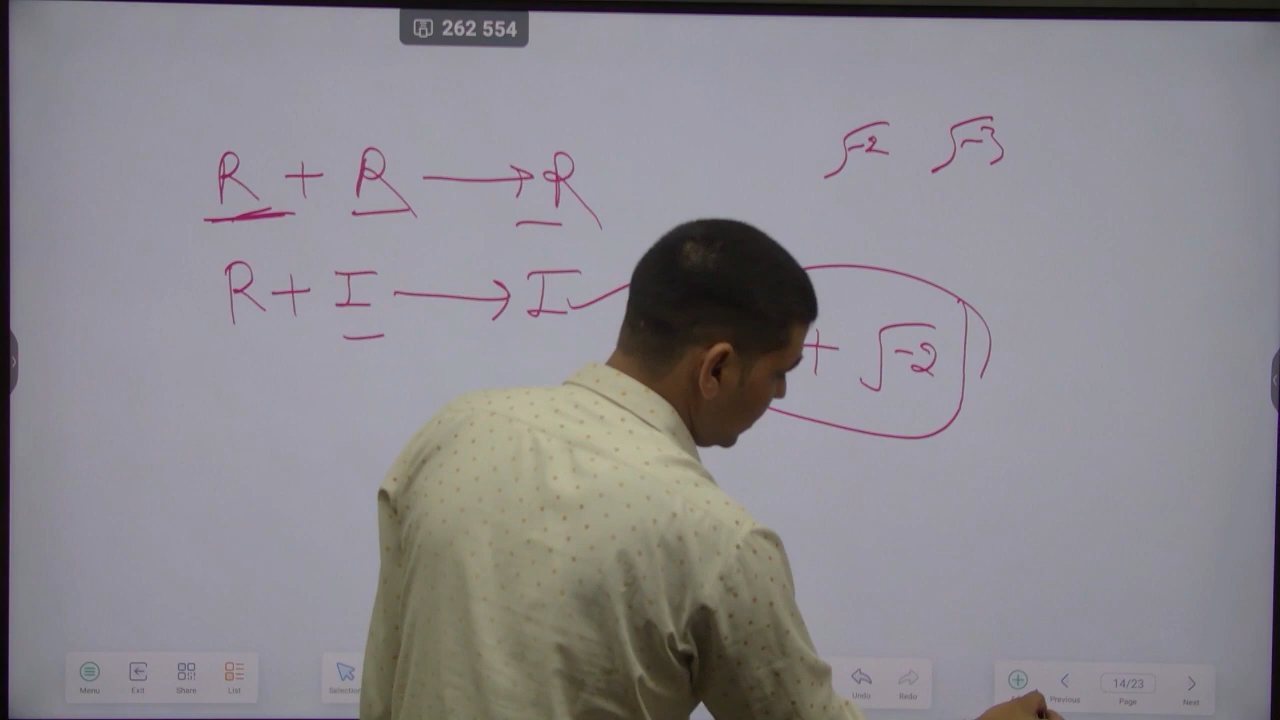 262 554
√-2 √-3
R + R → R
R + I → I
+ √-2
Menu Exit Share List Selection Undo Redo Previous 14/23 Page Next